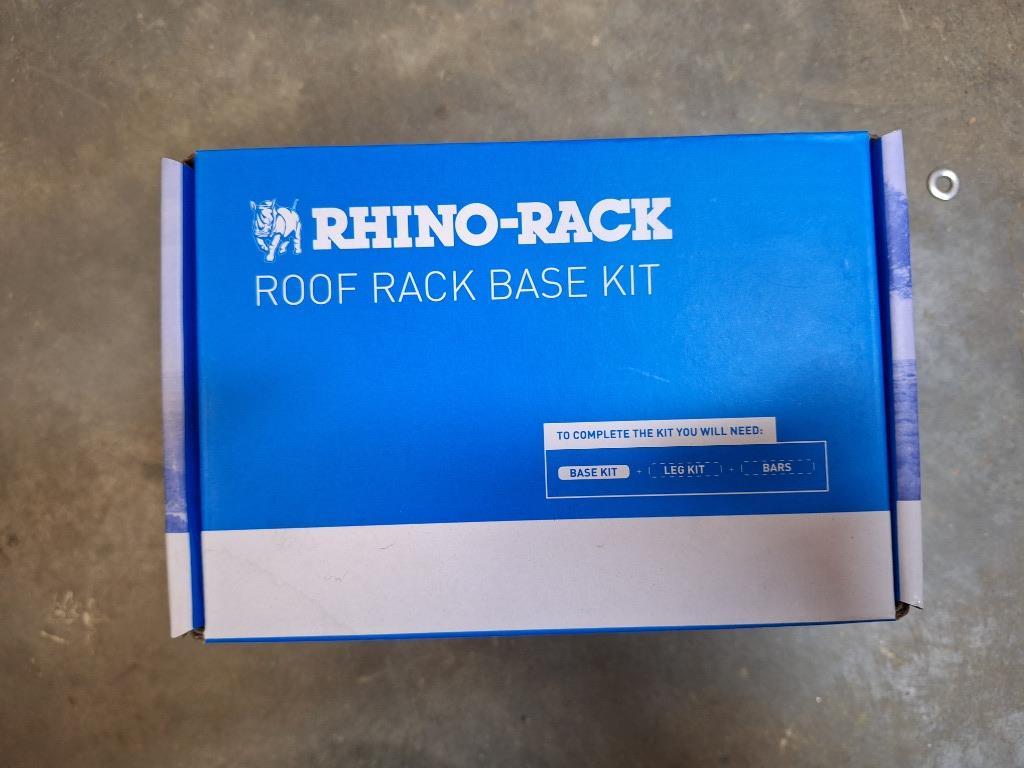 RHINO-RACK
ROOF RACK BASE KIT
TO COMPLETE THE KIT YOU WILL NEED:
BASE KIT + LEG KIT + BARS